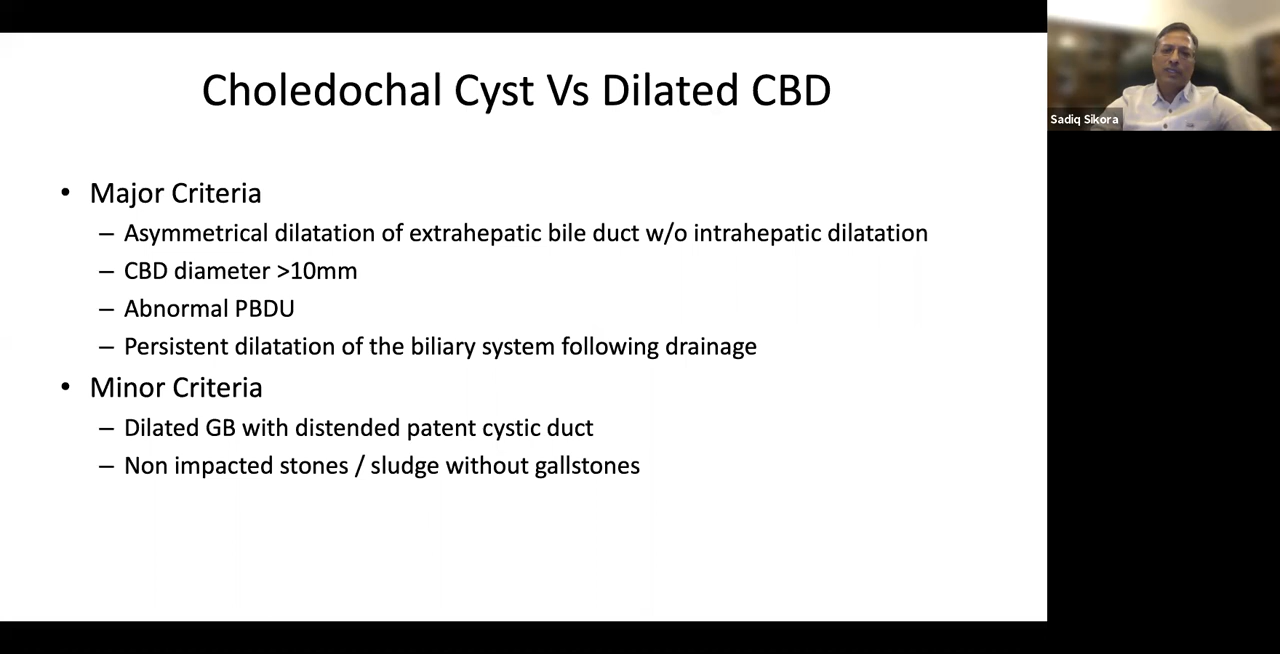 Choledochal Cyst Vs Dilated CBD
Sadiq Sikora
• Major Criteria
– Asymmetrical dilatation of extrahepatic bile duct w/o intrahepatic dilatation
– CBD diameter >10mm
– Abnormal PBDU
– Persistent dilatation of the biliary system following drainage
• Minor Criteria
– Dilated GB with distended patent cystic duct
– Non impacted stones / sludge without gallstones